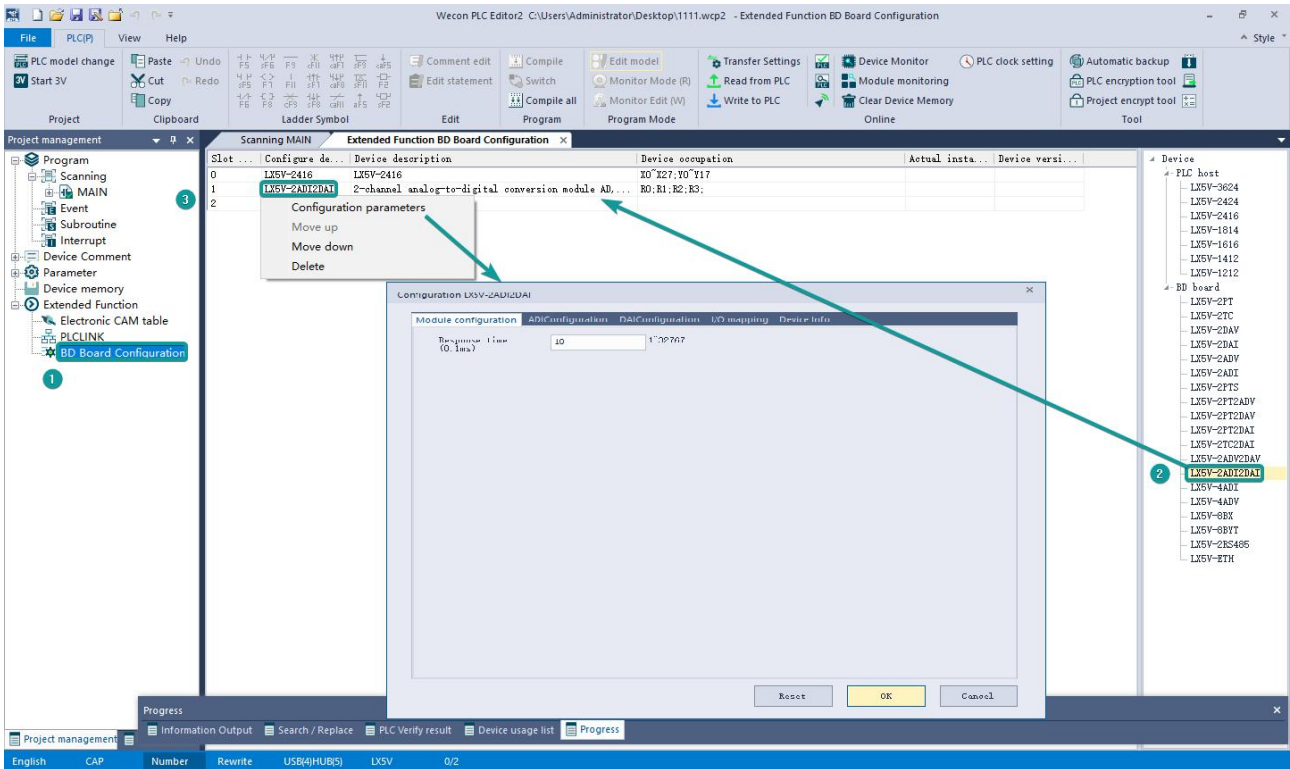 Wecon PLC Editor2 C:\Users\Administrator\Desktop\1111.wcp2 - Extended Function BD Board Configuration
File PLC(P) View Help Style
PLC model change Paste Undo Comment edit Compile Edit model Transfer Settings Device Monitor PLC clock setting Automatic backup
Start 3V Cut Redo Edit statement Switch Monitor Mode (R) Read from PLC Module monitoring PLC encryption tool
Copy Compile all Monitor Edit (W) Write to PLC Clear Device Memory Project encrypt tool
Project Clipboard Ladder Symbol Edit Program Program Mode Online Tool
Project management
Program
Scanning
MAIN
Event
Subroutine
Interrupt
Device Comment
Parameter
Device memory
Extended Function
Electronic CAM table
PLCLINK
BD Board Configuration
1
Scanning MAIN Extended Function BD Board Configuration
Slot ... Configure de... Device description Device occupation Actual insta... Device versi...
0 LX5V-2416 LX5V-2416 X0~X27;Y0~Y17
1 LX5V-2ADI2DAI 2-channel analog-to-digital conversion module AD,... R0;R1;R2;R3;
2
3
Configuration parameters
Move up
Move down
Delete
Configuration LX5V-2ADI2DAI
Module configuration ADIConfiguration DAIConfiguration I/O mapping Device Info
Response time 10 1~32767
(0.1ms)
Reset OK Cancel
Device
PLC host
LX5V-3624
LX5V-2424
LX5V-2416
LX5V-1814
LX5V-1616
LX5V-1412
LX5V-1212
BD board
LX5V-2PT
LX5V-2TC
LX5V-2DAV
LX5V-2DAI
LX5V-2ADV
LX5V-2ADI
LX5V-2PTS
LX5V-2PT2ADV
LX5V-2PT2DAV
LX5V-2PT2DAI
LX5V-2TC2DAI
LX5V-2ADV2DAV
2 LX5V-2ADI2DAI
LX5V-4ADI
LX5V-4ADV
LX5V-8BX
LX5V-8BYT
LX5V-2RS485
LX5V-ETH
Progress
Information Output Search / Replace PLC Verify result Device usage list Progress
Project management
English CAP Number Rewrite USB(4)HUB(5) LX5V 0/2